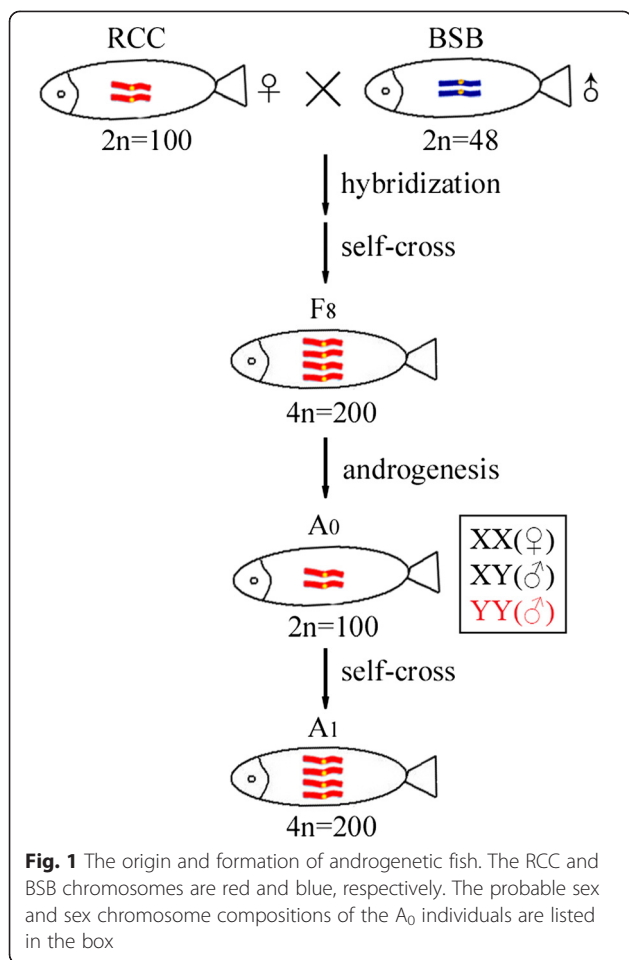 RCC BSB
♀ × ♂
2n=100 2n=48
hybridization
self-cross
F8
4n=200
androgenesis
A0
XX(♀)
XY(♂)
YY(♂)
2n=100
self-cross
A1
4n=200
Fig. 1 The origin and formation of androgenetic fish. The RCC and
BSB chromosomes are red and blue, respectively. The probable sex
and sex chromosome compositions of the A0 individuals are listed
in the box